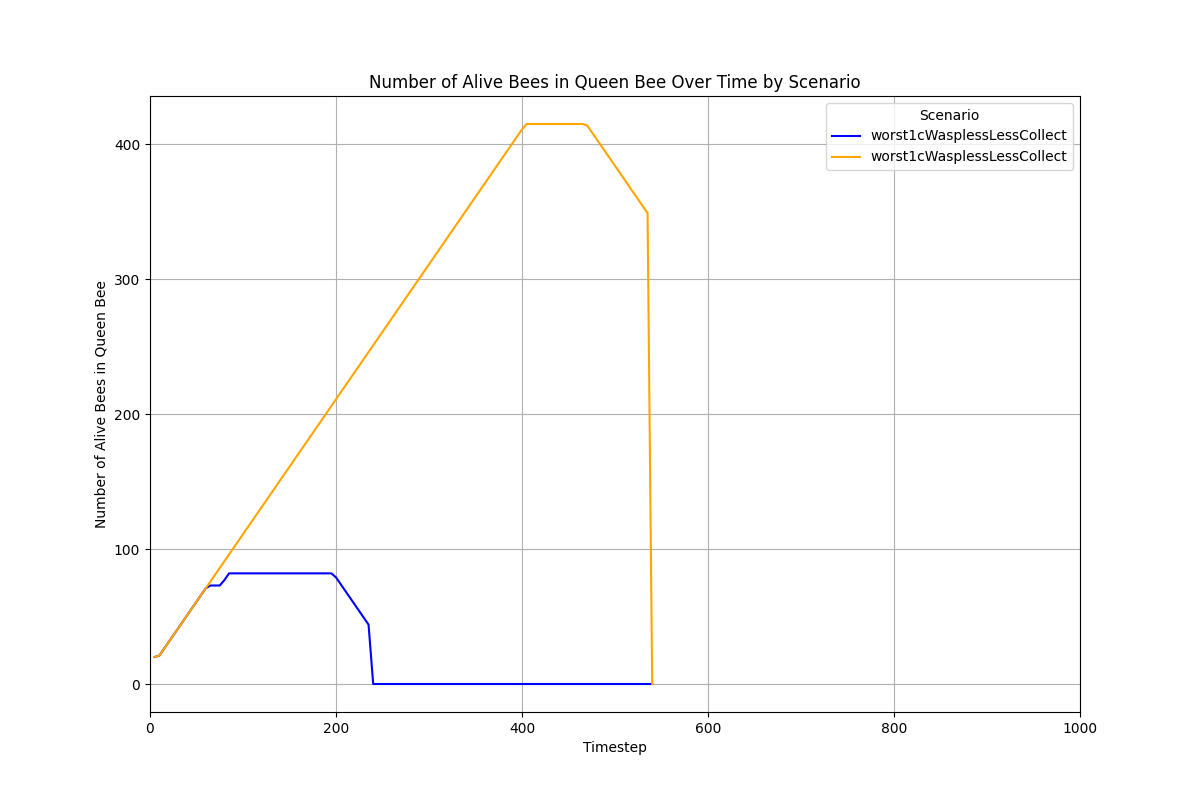 Number of Alive Bees in Queen Bee Over Time by Scenario
Scenario
worst1cWasplessLessCollect
worst1cWasplessLessCollect
Number of Alive Bees in Queen Bee
400
300
200
100
0
0 200 400 600 800 1000
Timestep